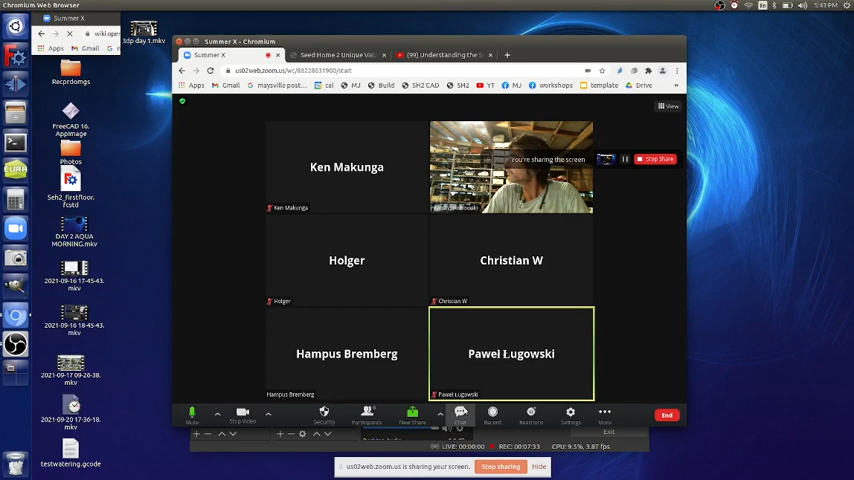 Chromium Web Browser
En
5:43 PM
Summer X
wiki.ope
Apps
Gmail
3dp day 1.mkv
Recprdomgs
FreeCAD 16.
AppImage
Photos
Seh2_firstfloor.
fcstd
DAY 2 AQUA
MORNING.mkv
2021-09-16 17-45-43.
mkv
2021-09-16 18-45-43.
mkv
2021-09-17 09-26-38.
mkv
2021-09-20 17-36-18.
mkv
testwatering.gcode
Summer X - Chromium
Summer X
Seed Home 2 Unique Valu
(99) Understanding the S
us02web.zoom.us/wc/88228031900/start
Apps
Gmail
cal
MJ
Build
SH2 CAD
SH2
maysville post...
YT
MJ
workshops
template
Drive
View
Ken Makunga
Ken Makunga
You're sharing the screen
Stop Share
Holger
Holger
Christian W
Christian W
Hampus Bremberg
Hampus Bremberg
Paweł Ługowski
Paweł Ługowski
Mute
Stop Video
Security
Participants
New Share
Chat
Record
Reactions
Settings
More
End
Exit
LIVE: 00:00:00
REC: 00:07:33
CPU: 9.5%, 3.87 fps
us02web.zoom.us is sharing your screen.
Stop sharing
Hide